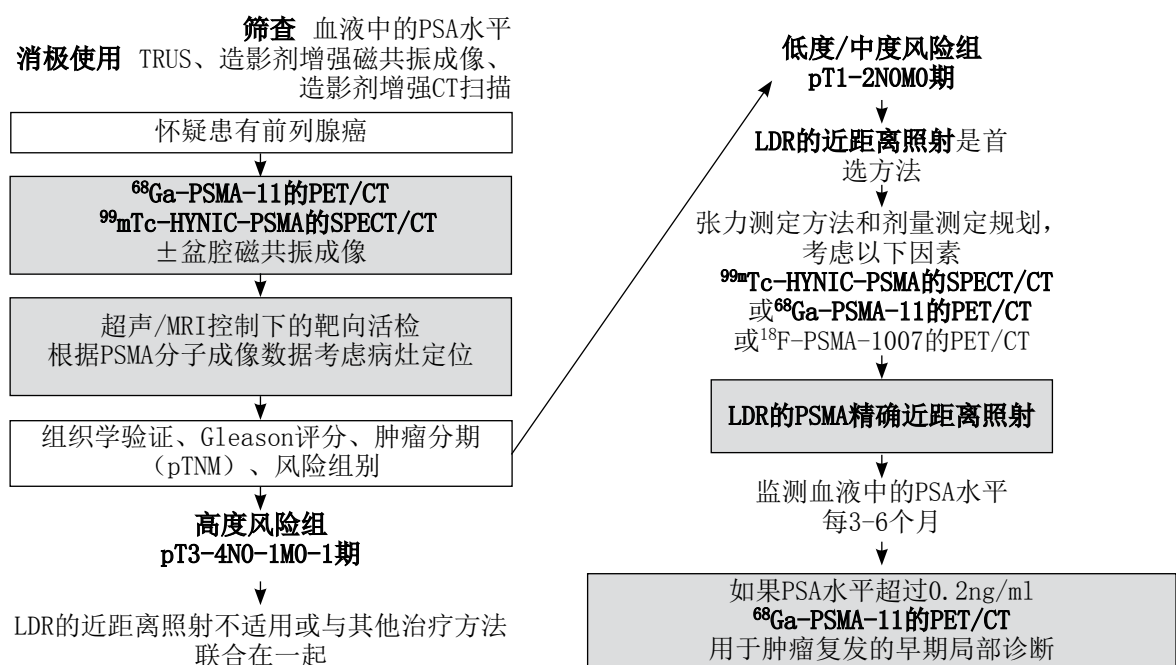 筛查 血液中的PSA水平
消极使用 TRUS、造影剂增强磁共振成像、
造影剂增强CT扫描
怀疑患有前列腺癌
⁶⁸Ga-PSMA-11的PET/CT
⁹⁹mTc-HYNIC-PSMA的SPECT/CT
±盆腔磁共振成像
超声/MRI控制下的靶向活检
根据PSMA分子成像数据考虑病灶定位
组织学验证、Gleason评分、肿瘤分期
（pTNM）、风险组别
高度风险组
pT3-4N0-1M0-1期
LDR的近距离照射不适用或与其他治疗方法
联合在一起
低度/中度风险组
pT1-2N0M0期
LDR的近距离照射是首
选方法
张力测定方法和剂量测定规划，
考虑以下因素
⁹⁹ᵐTc-HYNIC-PSMA的SPECT/CT
或⁶⁸Ga-PSMA-11的PET/CT
或¹⁸F-PSMA-1007的PET/CT
LDR的PSMA精确近距离照射
监测血液中的PSA水平
每3-6个月
如果PSA水平超过0.2ng/ml
⁶⁸Ga-PSMA-11的PET/CT
用于肿瘤复发的早期局部诊断